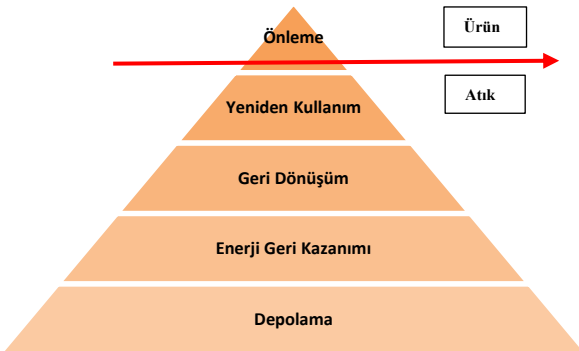 Önleme
Ürün
Atık
Yeniden Kullanım
Geri Dönüşüm
Enerji Geri Kazanımı
Depolama